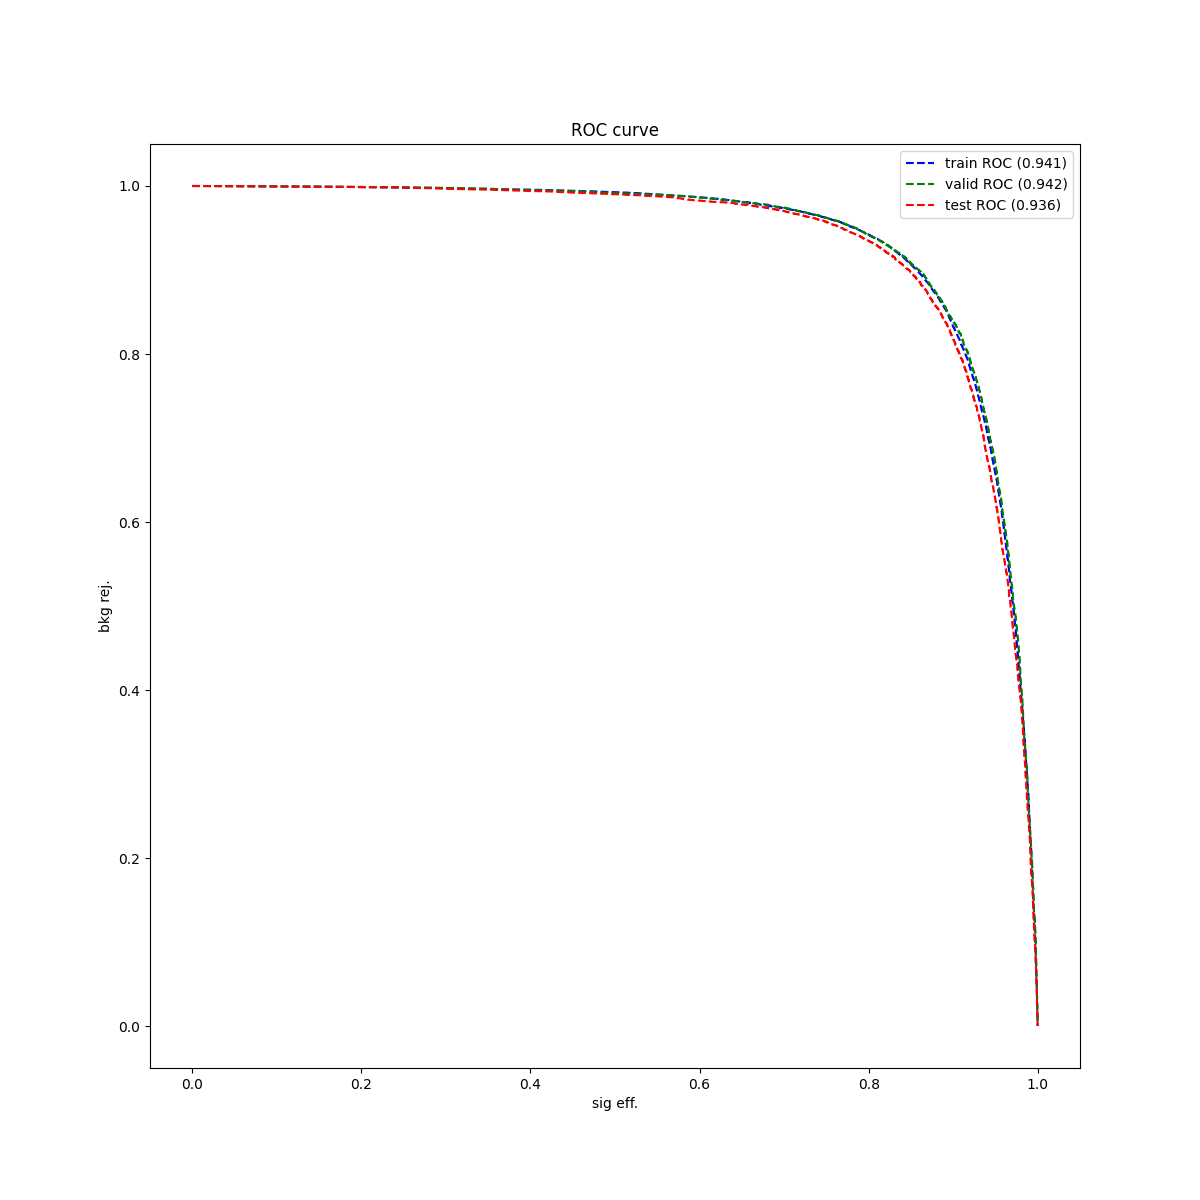 ROC curve
train ROC (0.941)
valid ROC (0.942)
test ROC (0.936)
1.0
0.8
0.6
0.4
0.2
0.0
bkg rej.
0.0 0.2 0.4 0.6 0.8 1.0
sig eff.